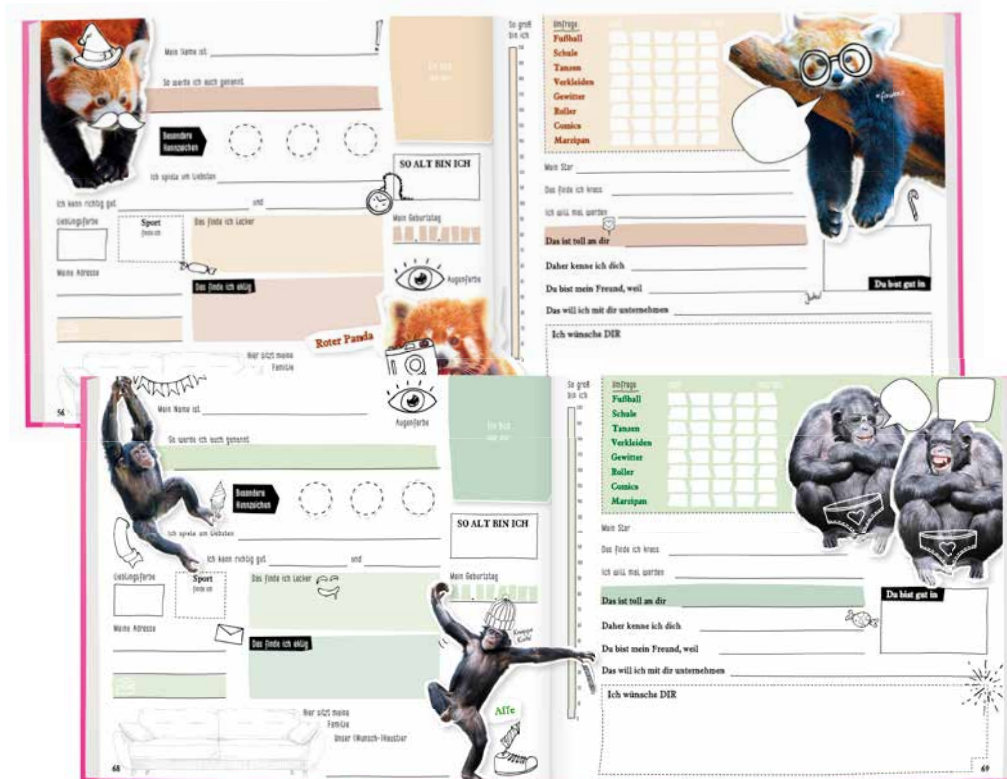 Mein Name ist
So werde ich auch genannt
Besondere
Kennzeichen
Ich spiele am liebsten
Ich kann richtig gut
und
Lieblingsfarbe
Sport
finde ich
Das finde ich lecker
Meine Adresse
Das finde ich eklig
Hier sitzt meine
Familie
56
SO ALT BIN ICH
Mein Geburtstag
Augenfarbe
Roter Panda
So groß
bin ich
Umfrage
Fußball
Schule
Tanzen
Verkleiden
Gewitter
Roller
Comics
Marzipan
Mein Star
Das finde ich krass
Ich will mal werden
Das ist toll an dir
Daher kenne ich dich
Du bist mein Freund, weil
Das will ich mit dir unternehmen
Du bist gut in
Ich wünsche DIR
Mein Name ist
Augenfarbe
So werde ich auch genannt
Besondere
Kennzeichen
Ich spiele am liebsten
Ich kann richtig gut
und
Lieblingsfarbe
Sport
finde ich
Das finde ich lecker
Meine Adresse
Das finde ich eklig
Hier sitzt meine
Familie
Unser (Wunsch-)Haustier
68
SO ALT BIN ICH
Mein Geburtstag
Affe
So groß
bin ich
Umfrage
Fußball
Schule
Tanzen
Verkleiden
Gewitter
Roller
Comics
Marzipan
Mein Star
Das finde ich krass
Ich will mal werden
Das ist toll an dir
Daher kenne ich dich
Du bist mein Freund, weil
Das will ich mit dir unternehmen
Du bist gut in
Ich wünsche DIR
69